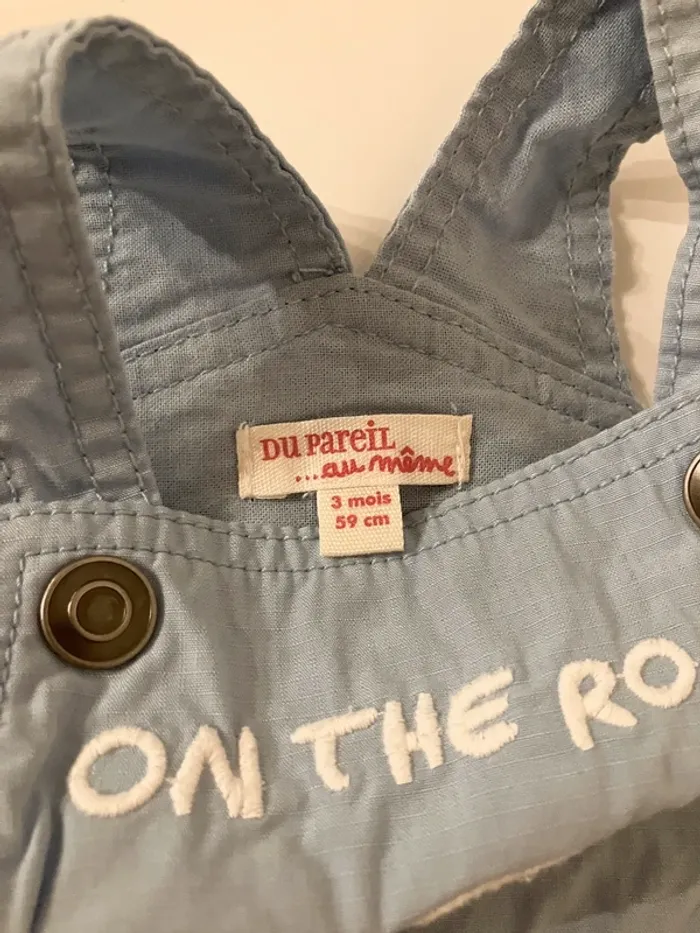 DU PAREIL
...au même
3 mois
59 cm
ON THE RO